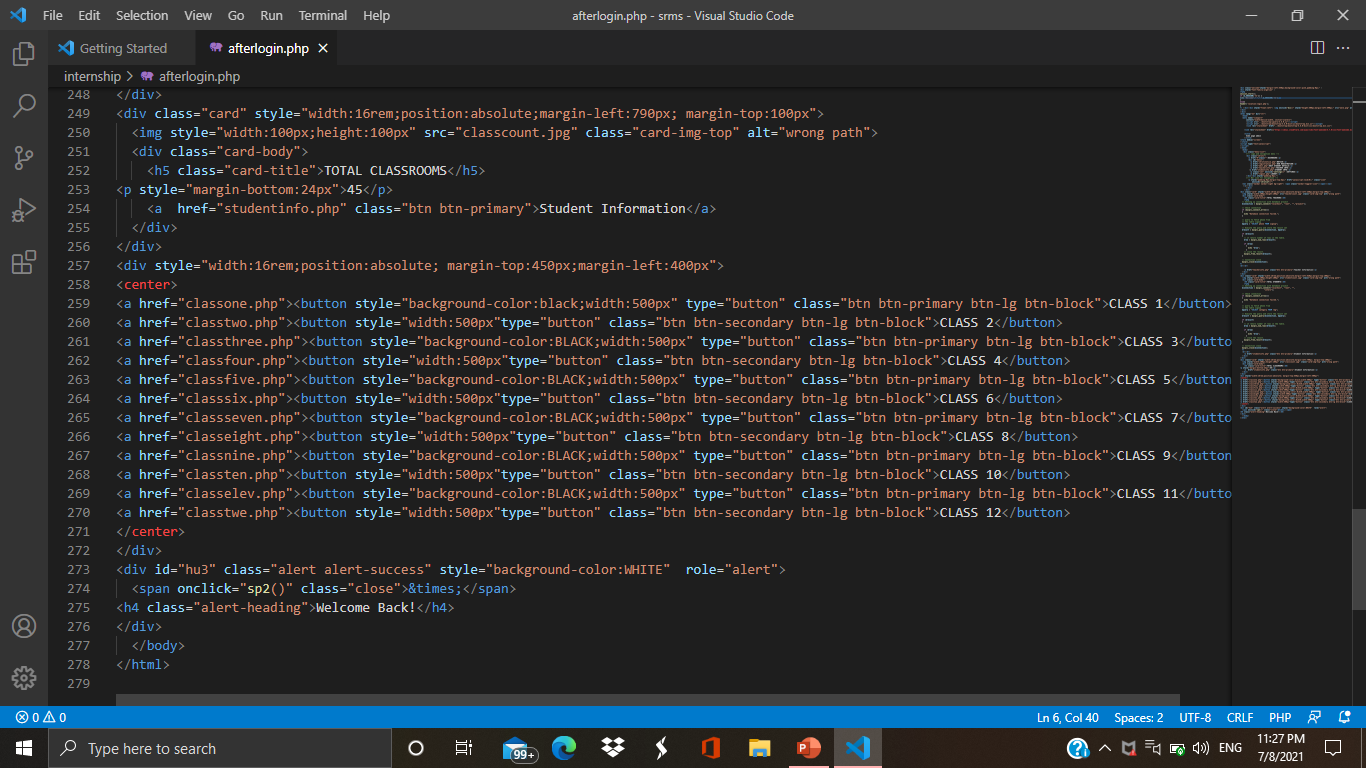 File Edit Selection View Go Run Terminal Help afterlogin.php - srms - Visual Studio Code
Getting Started afterlogin.php
internship > afterlogin.php
248 </div>
249 <div class="card" style="width:16rem;position:absolute;margin-left:790px; margin-top:100px">
250 <img style="width:100px;height:100px" src="classcount.jpg" class="card-img-top" alt="wrong path">
251 <div class="card-body">
252 <h5 class="card-title">TOTAL CLASSROOMS</h5>
253 <p style="margin-bottom:24px">45</p>
254 <a  href="studentinfo.php" class="btn btn-primary">Student Information</a>
255 </div>
256 </div>
257 <div style="width:16rem;position:absolute; margin-top:450px;margin-left:400px">
258 <center>
259 <a href="classone.php"><button style="background-color:black;width:500px" type="button" class="btn btn-primary btn-lg btn-block">CLASS 1</button>
260 <a href="classtwo.php"><button style="width:500px"type="button" class="btn btn-secondary btn-lg btn-block">CLASS 2</button>
261 <a href="classthree.php"><button style="background-color:BLACK;width:500px" type="button" class="btn btn-primary btn-lg btn-block">CLASS 3</butto
262 <a href="classfour.php"><button style="width:500px"type="button" class="btn btn-secondary btn-lg btn-block">CLASS 4</button>
263 <a href="classfive.php"><button style="background-color:BLACK;width:500px" type="button" class="btn btn-primary btn-lg btn-block">CLASS 5</button
264 <a href="classsix.php"><button style="width:500px"type="button" class="btn btn-secondary btn-lg btn-block">CLASS 6</button>
265 <a href="classseven.php"><button style="background-color:BLACK;width:500px" type="button" class="btn btn-primary btn-lg btn-block">CLASS 7</butto
266 <a href="classeight.php"><button style="width:500px"type="button" class="btn btn-secondary btn-lg btn-block">CLASS 8</button>
267 <a href="classnine.php"><button style="background-color:BLACK;width:500px" type="button" class="btn btn-primary btn-lg btn-block">CLASS 9</button
268 <a href="classten.php"><button style="width:500px"type="button" class="btn btn-secondary btn-lg btn-block">CLASS 10</button>
269 <a href="classelev.php"><button style="background-color:BLACK;width:500px" type="button" class="btn btn-primary btn-lg btn-block">CLASS 11</butto
270 <a href="classtwe.php"><button style="width:500px"type="button" class="btn btn-secondary btn-lg btn-block">CLASS 12</button>
271 </center>
272 </div>
273 <div id="hu3" class="alert alert-success" style="background-color:WHITE"  role="alert">
274 <span onclick="sp2()" class="close">&times;</span>
275 <h4 class="alert-heading">Welcome Back!</h4>
276 </div>
277 </body>
278 </html>
279
0 0 Ln 6, Col 40 Spaces: 2 UTF-8 CRLF PHP
Type here to search 99+ ENG 11:27 PM
7/8/2021